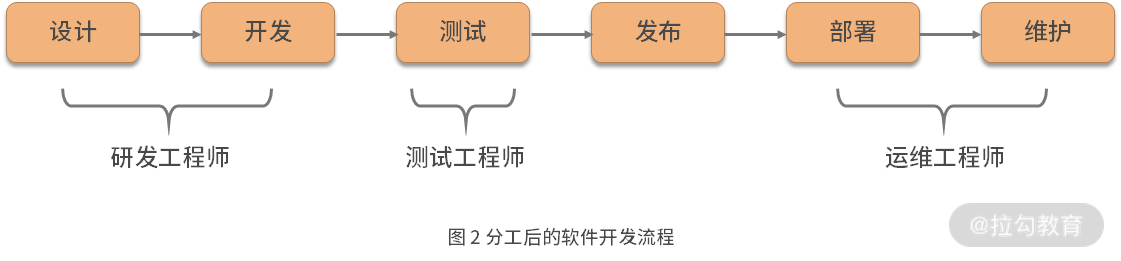 设计 开发 测试 发布 部署 维护
研发工程师 测试工程师 运维工程师
@拉勾教育
图 2 分工后的软件开发流程